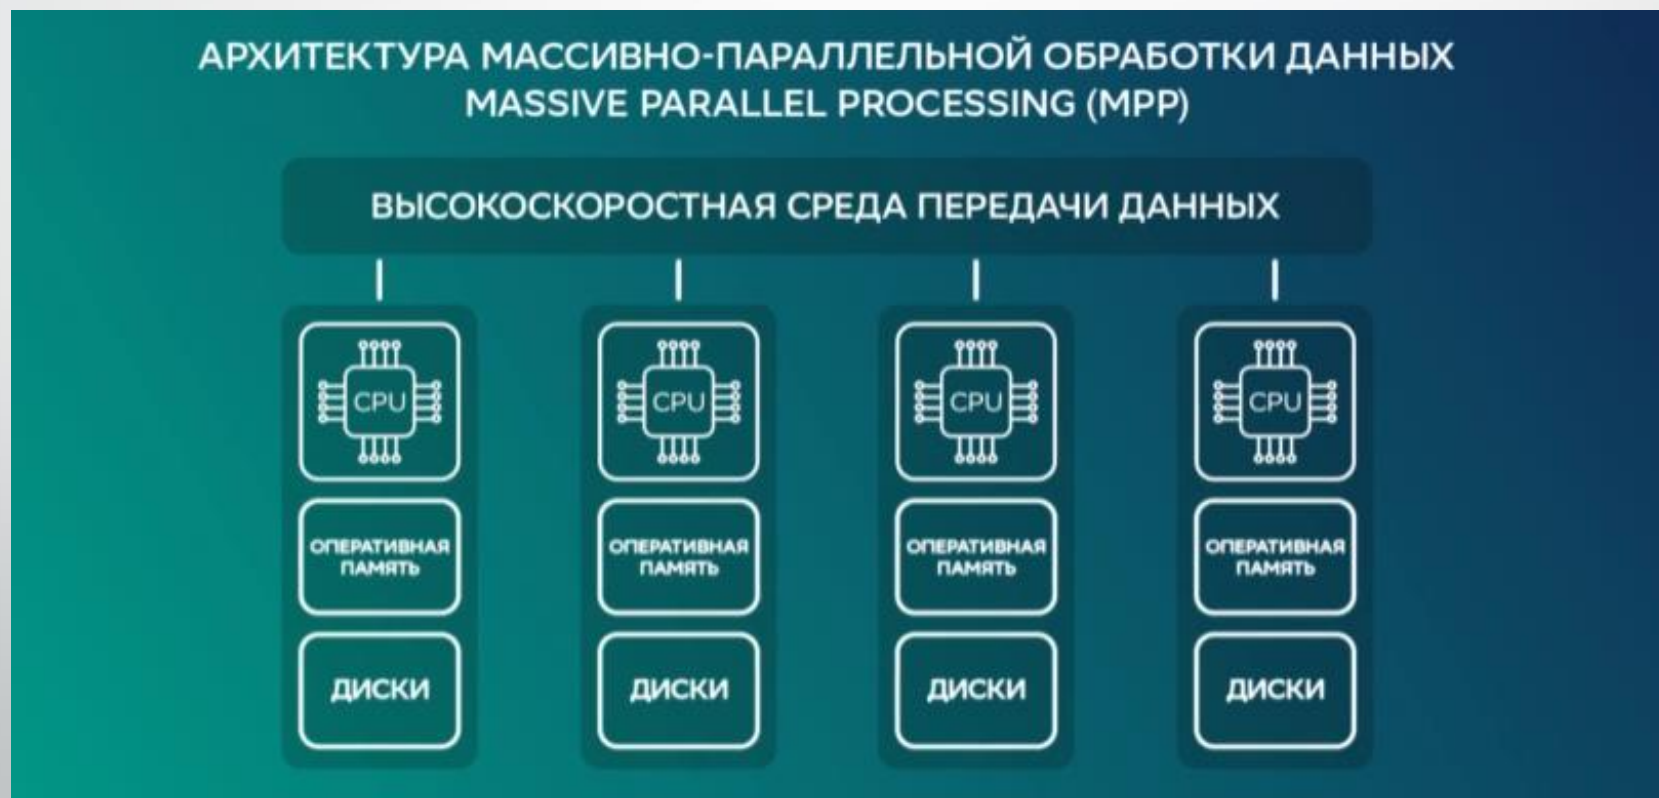 АРХИТЕКТУРА МАССИВНО-ПАРАЛЛЕЛЬНОЙ ОБРАБОТКИ ДАННЫХ
MASSIVE PARALLEL PROCESSING (MPP)
ВЫСОКОСКОРОСТНАЯ СРЕДА ПЕРЕДАЧИ ДАННЫХ
CPU
CPU
CPU
CPU
ОПЕРАТИВНАЯ
ПАМЯТЬ
ОПЕРАТИВНАЯ
ПАМЯТЬ
ОПЕРАТИВНАЯ
ПАМЯТЬ
ОПЕРАТИВНАЯ
ПАМЯТЬ
ДИСКИ
ДИСКИ
ДИСКИ
ДИСКИ